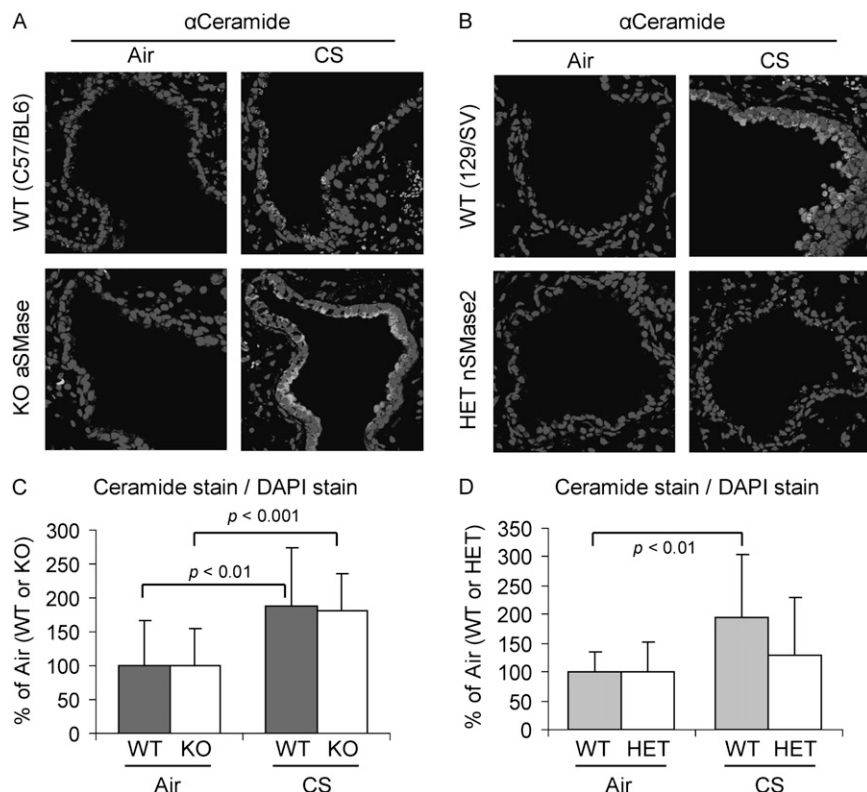 A
αCeramide
Air CS
WT (C57/BL6)
KO aSMase
B
αCeramide
Air CS
WT (129/SV)
HET nSMase2
C Ceramide stain / DAPI stain
% of Air (WT or KO)
300
250
200
150
100
50
0
p < 0.001
p < 0.01
WT KO WT KO
Air CS
D Ceramide stain / DAPI stain
% of Air (WT or HET)
350
300
250
200
150
100
50
0
p < 0.01
WT HET WT HET
Air CS